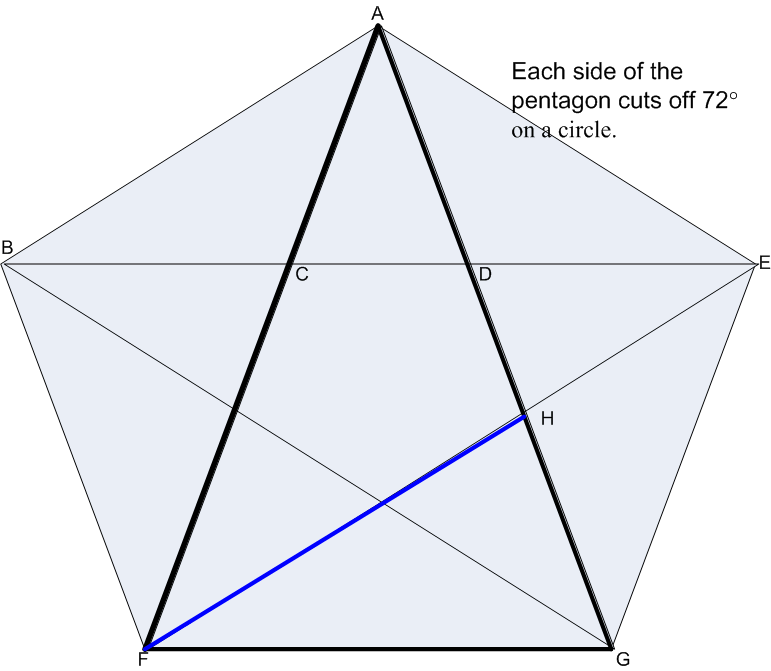 A
Each side of the
pentagon cuts off 72°
on a circle.
B
C
D
E
H
F
G